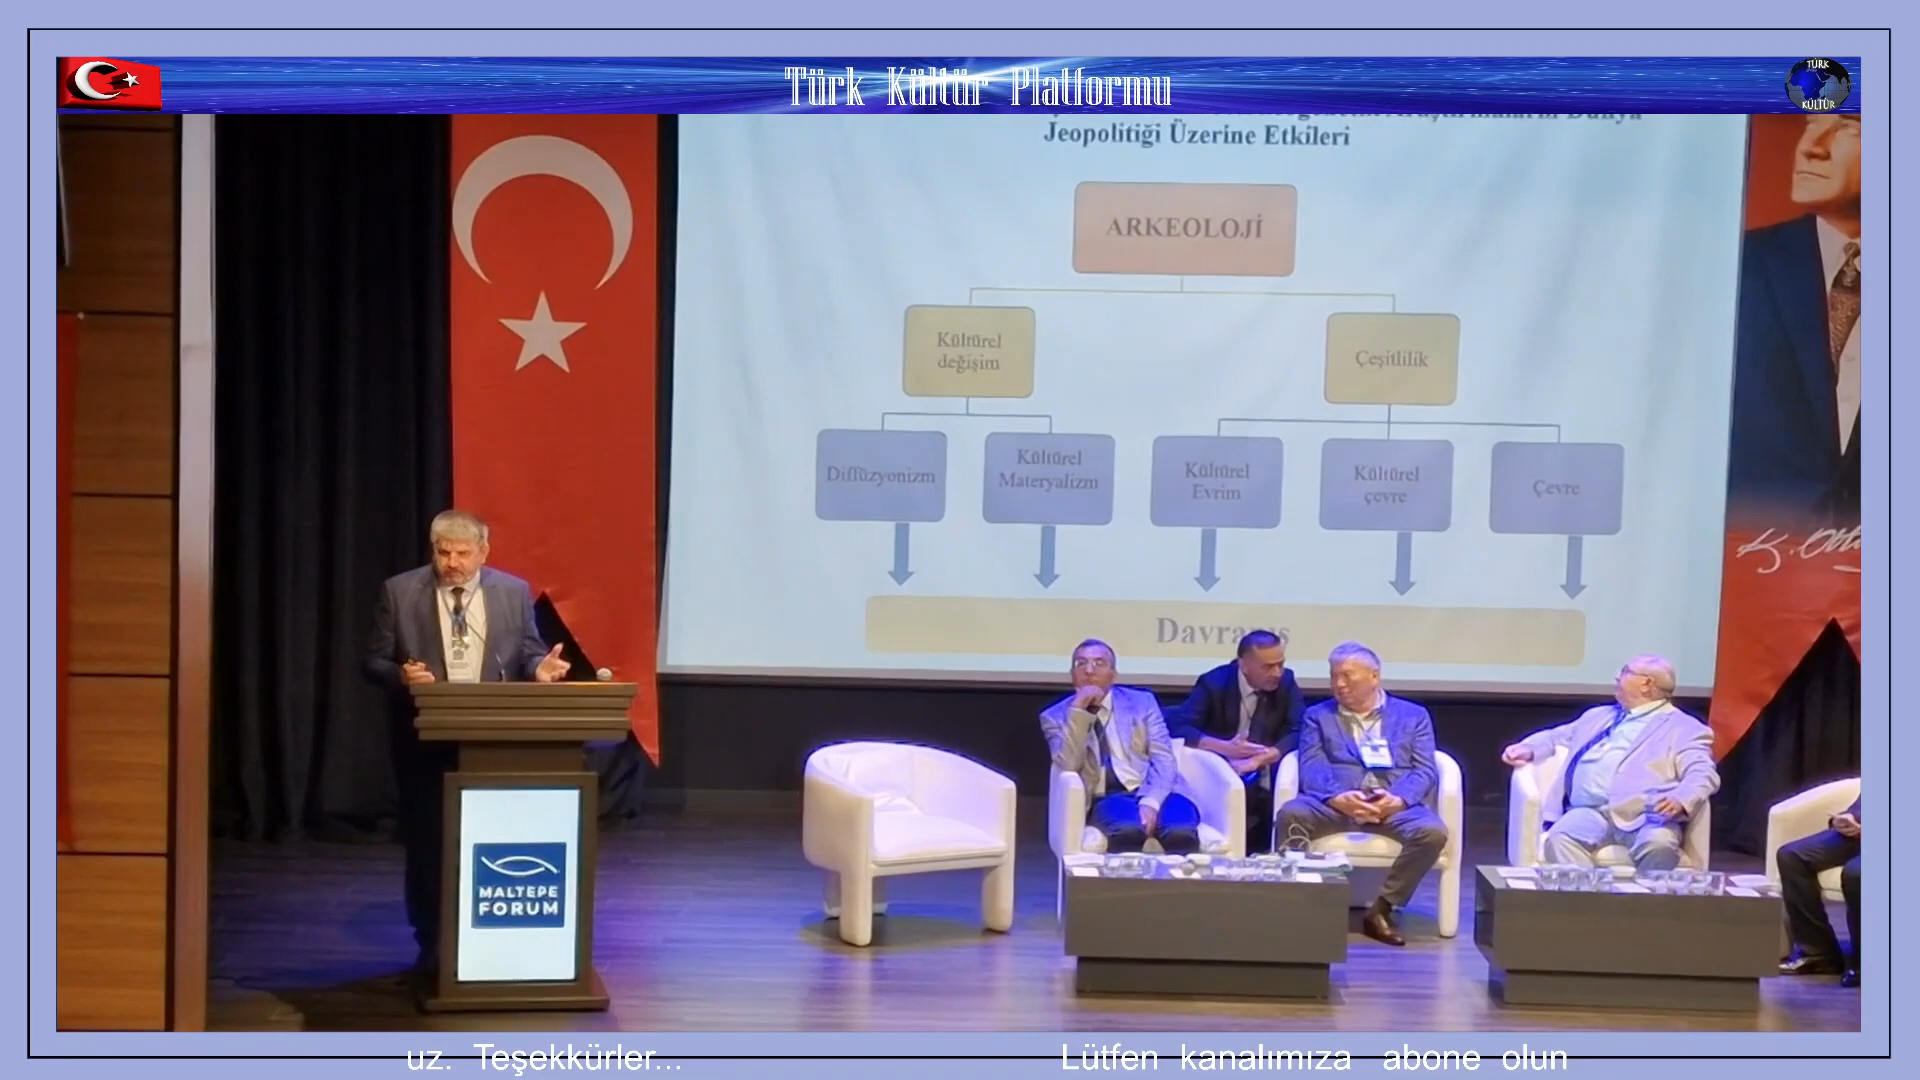 Türk Kültür Platformu
TÜRK
KÜLTÜR
Jeopolitiği Üzerine Etkileri
ARKEOLOJİ
Kültürel
değişim
Çeşitlilik
Diffüzyonizm
Kültürel
Materyalizm
Kültürel
Evrim
Kültürel
çevre
Çevre
MALTEPE
FORUM
uz. Teşekkürler... Lütfen kanalımıza abone olun